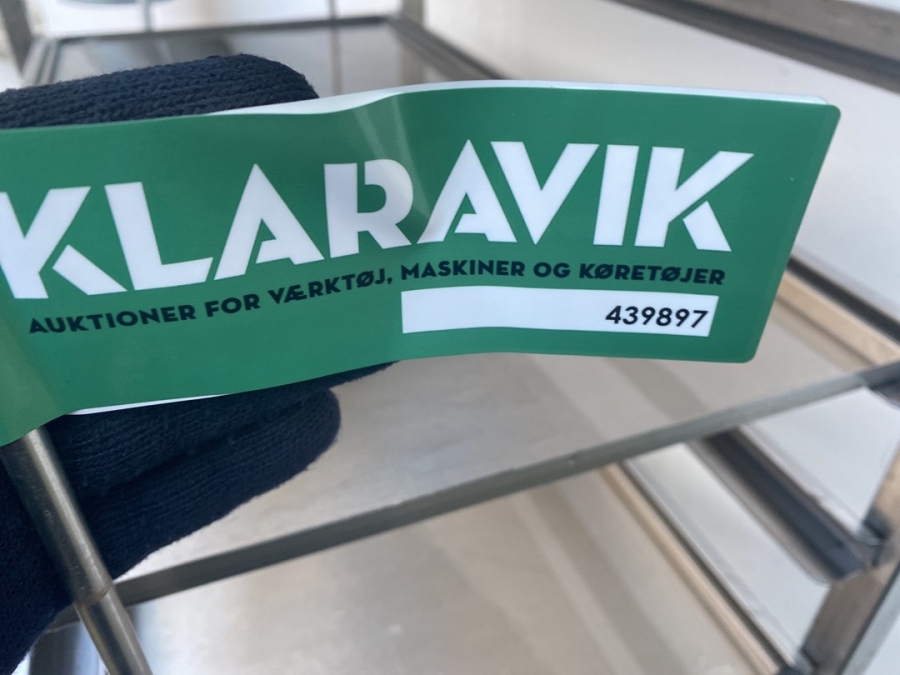 KLARAVIK
AUKTIONER FOR VÆRKTØJ, MASKINER OG KØRETØJER
439897